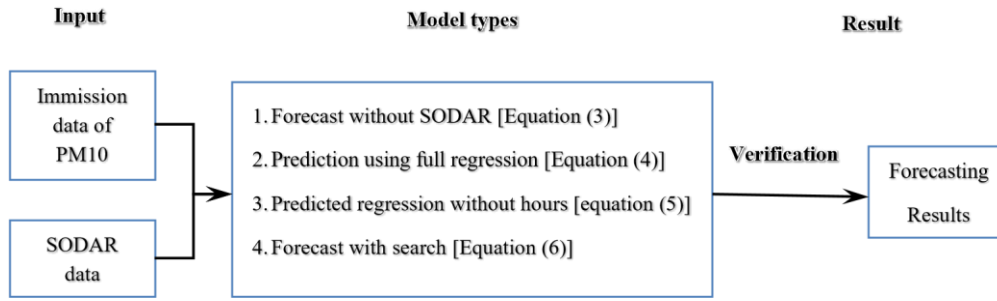 Input
Model types
Result
Immission
data of
PM10
SODAR
data
1. Forecast without SODAR [Equation (3)]
2. Prediction using full regression [Equation (4)]
3. Predicted regression without hours [equation (5)]
4. Forecast with search [Equation (6)]
Verification
Forecasting
Results